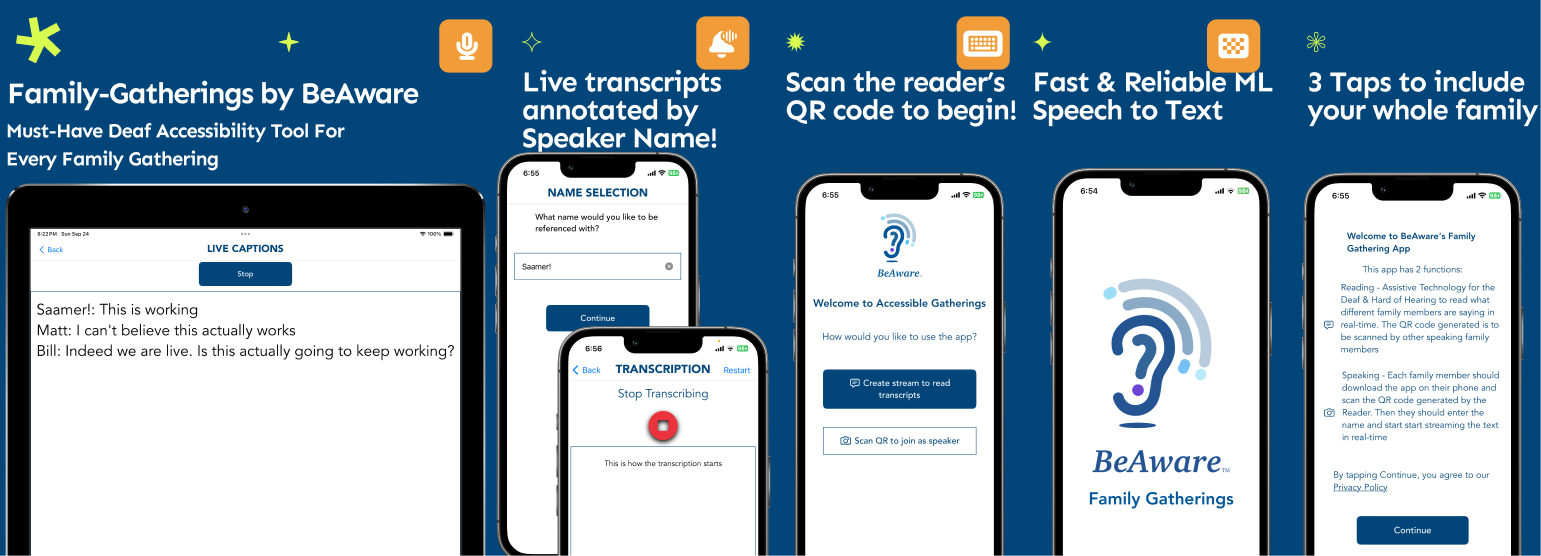 Family-Gatherings by BeAware
Must-Have Deaf Accessibility Tool For
Every Family Gathering
8:22 PM Sun Sep 24
100%
Back
LIVE CAPTIONS
Stop
Saamer!: This is working
Matt: I can't believe this actually works
Bill: Indeed we are live. Is this actually going to keep working?
Live transcripts
annotated by
Speaker Name!
6:55
98+
NAME SELECTION
What name would you like to be
referenced with?
Saamer!
Continue
6:56
98+
Back
TRANSCRIPTION
Restart
Stop Transcribing
This is how the transcription starts
Scan the reader's
QR code to begin!
6:55
98+
BeAware.
Welcome to Accessible Gatherings
How would you like to use the app?
Create stream to read
transcripts
Scan QR to join as speaker
Fast & Reliable ML
Speech to Text
6:54
98+
BeAware™
Family Gatherings
3 Taps to include
your whole family
6:55
98+
Welcome to BeAware's Family
Gathering App
This app has 2 functions:
Reading - Assistive Technology for the
Deaf & Hard of Hearing to read what
different family members are saying in
real-time. The QR code generated is to
be scanned by other speaking family
members
Speaking - Each family member should
download the app on their phone and
scan the QR code generated by the
Reader. Then they should enter the
name and start start streaming the text
in real-time
By tapping Continue, you agree to our
Privacy Policy
Continue